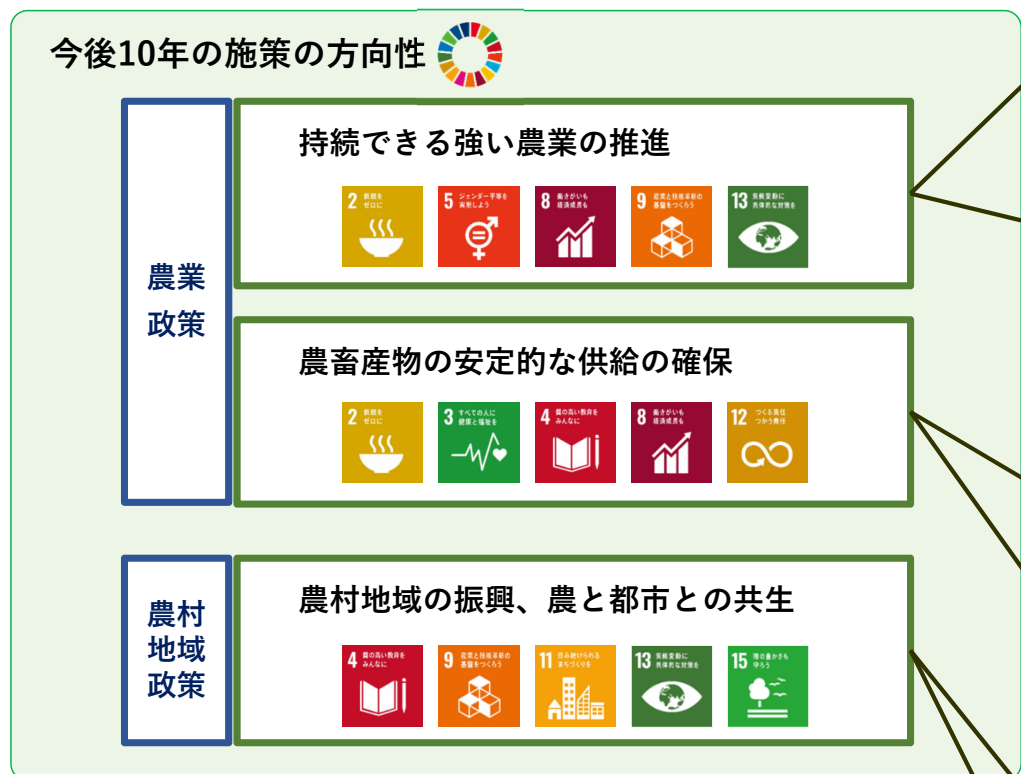 今後10年の施策の方向性
農業
政策
持続できる強い農業の推進
2 飢餓を
ゼロに
5 ジェンダー平等を
実現しよう
8 働きがいも
経済成長も
9 産業と技術革新の
基盤をつくろう
13 気候変動に
具体的な対策を
農畜産物の安定的な供給の確保
2 飢餓を
ゼロに
3 すべての人に
健康と福祉を
4 質の高い教育を
みんなに
8 働きがいも
経済成長も
12 つくる責任
つかう責任
農村
地域
政策
農村地域の振興、農と都市との共生
4 質の高い教育を
みんなに
9 産業と技術革新の
基盤をつくろう
11 住み続けられる
まちづくりを
13 気候変動に
具体的な対策を
15 陸の豊かさも
守ろう